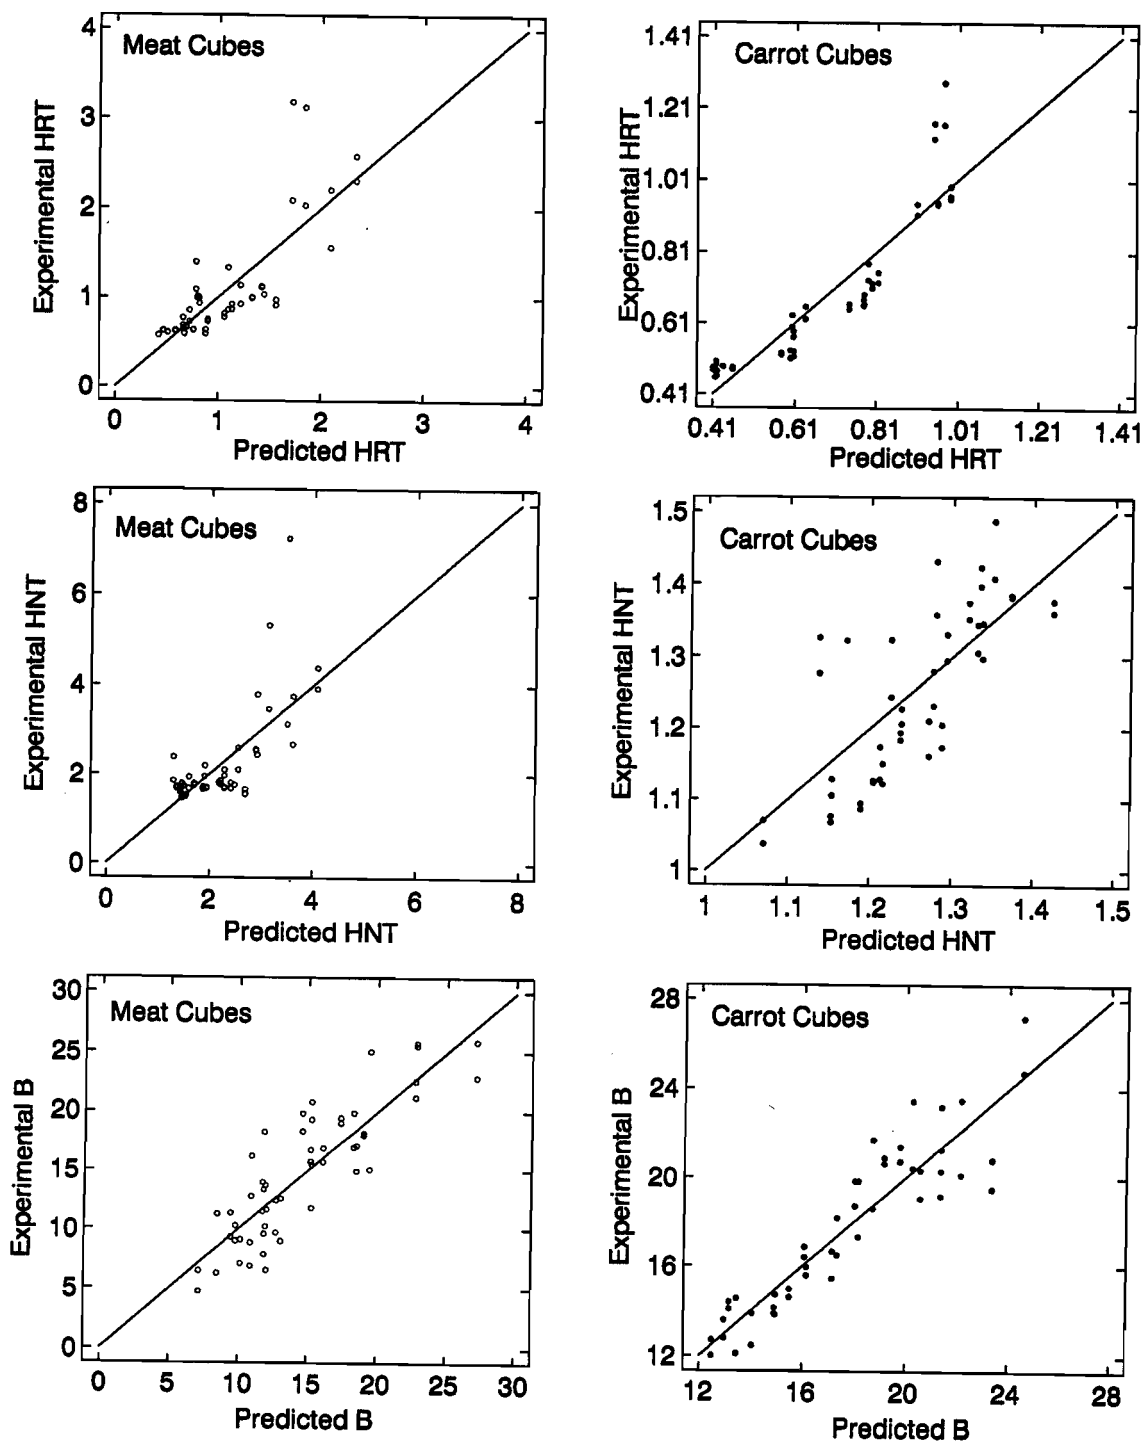 Meat Cubes
Experimental HRT
4
3
2
1
0
0 1 2 3 4
Predicted HRT
Carrot Cubes
Experimental HRT
1.41
1.21
1.01
0.81
0.61
0.41
0.41 0.61 0.81 1.01 1.21 1.41
Predicted HRT
Meat Cubes
Experimental HNT
8
6
4
2
0
0 2 4 6 8
Predicted HNT
Carrot Cubes
Experimental HNT
1.5
1.4
1.3
1.2
1.1
1
1 1.1 1.2 1.3 1.4 1.5
Predicted HNT
Meat Cubes
Experimental B
30
25
20
15
10
5
0
0 5 10 15 20 25 30
Predicted B
Carrot Cubes
Experimental B
28
24
20
16
12
12 16 20 24 28
Predicted B